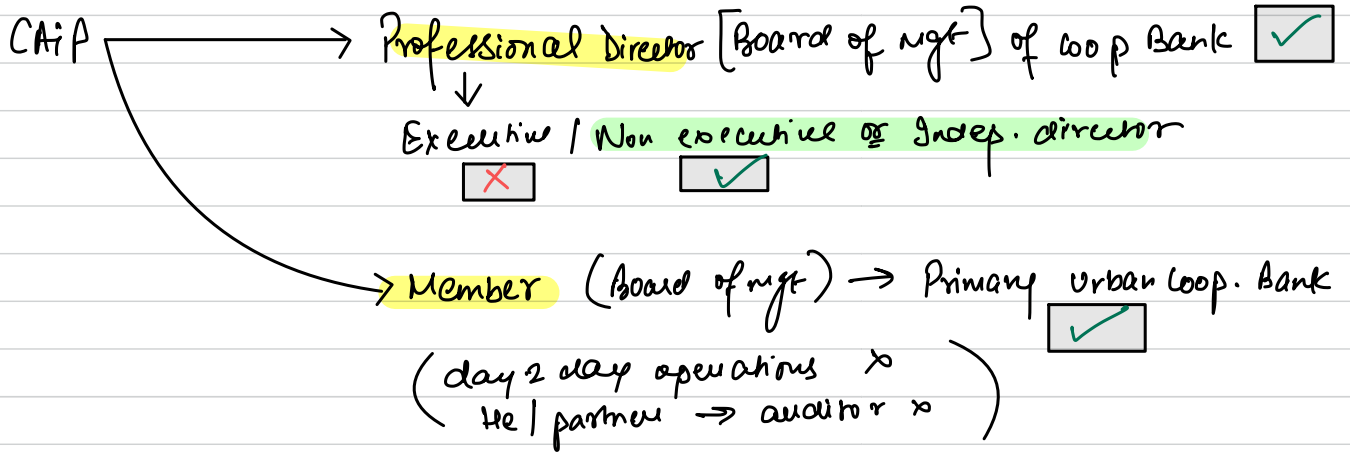 CAiP → Professional Director [Board of mgt] of coop Bank ✓
↓
Executive / Non executive or Indep. director
✗ ✓
→ Member (Board of mgt) → Primary Urban Coop. Bank
✓
(day 2 day operations ×
He / partner → auditor ×)